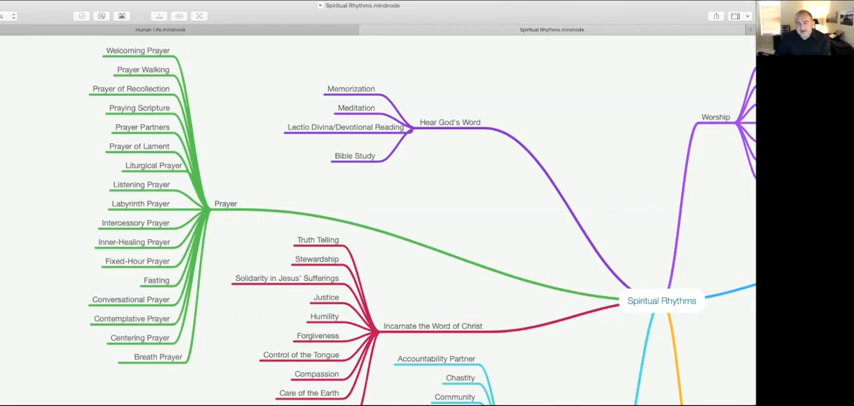 Spiritual Rhythms.mindnode
Human Life.mindnode
Spiritual Rhythms.mindnode
Welcoming Prayer
Prayer Walking
Prayer of Recollection
Praying Scripture
Prayer Partners
Prayer of Lament
Liturgical Prayer
Listening Prayer
Labyrinth Prayer
Intercessory Prayer
Inner-Healing Prayer
Fixed-Hour Prayer
Fasting
Conversational Prayer
Contemplative Prayer
Centering Prayer
Breath Prayer
Prayer
Memorization
Meditation
Lectio Divina/Devotional Reading
Bible Study
Hear God's Word
Truth Telling
Stewardship
Solidarity in Jesus' Sufferings
Justice
Humility
Forgiveness
Control of the Tongue
Compassion
Care of the Earth
Incarnate the Word of Christ
Accountability Partner
Chastity
Community
Worship
Spiritual Rhythms